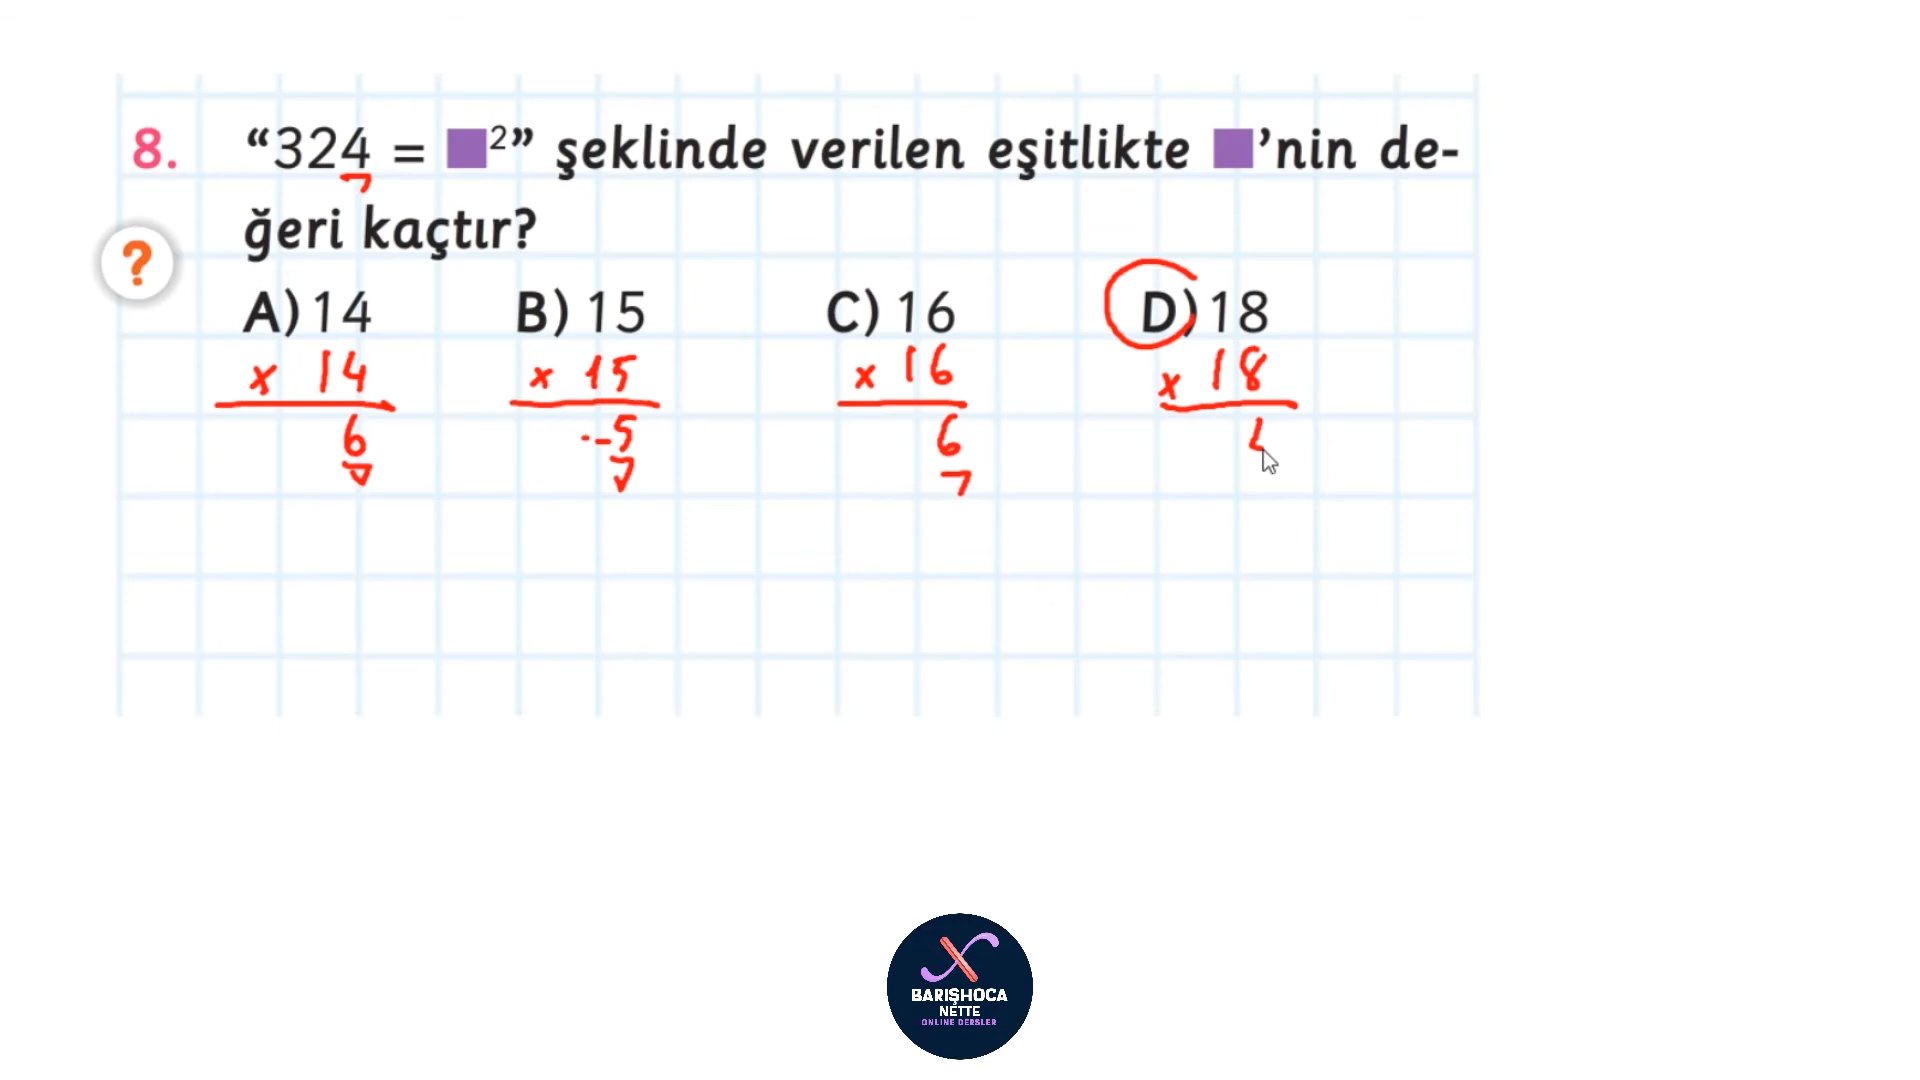 8. “324 = ■²” şeklinde verilen eşitlikte ■’nin de-
ğeri kaçtır?
?
A) 14 B) 15 C) 16 D) 18
x 14 x 15 x 16 x 18
6 --5 6 4
BARIŞHOCA
NETTE
ONLINE DERSLER